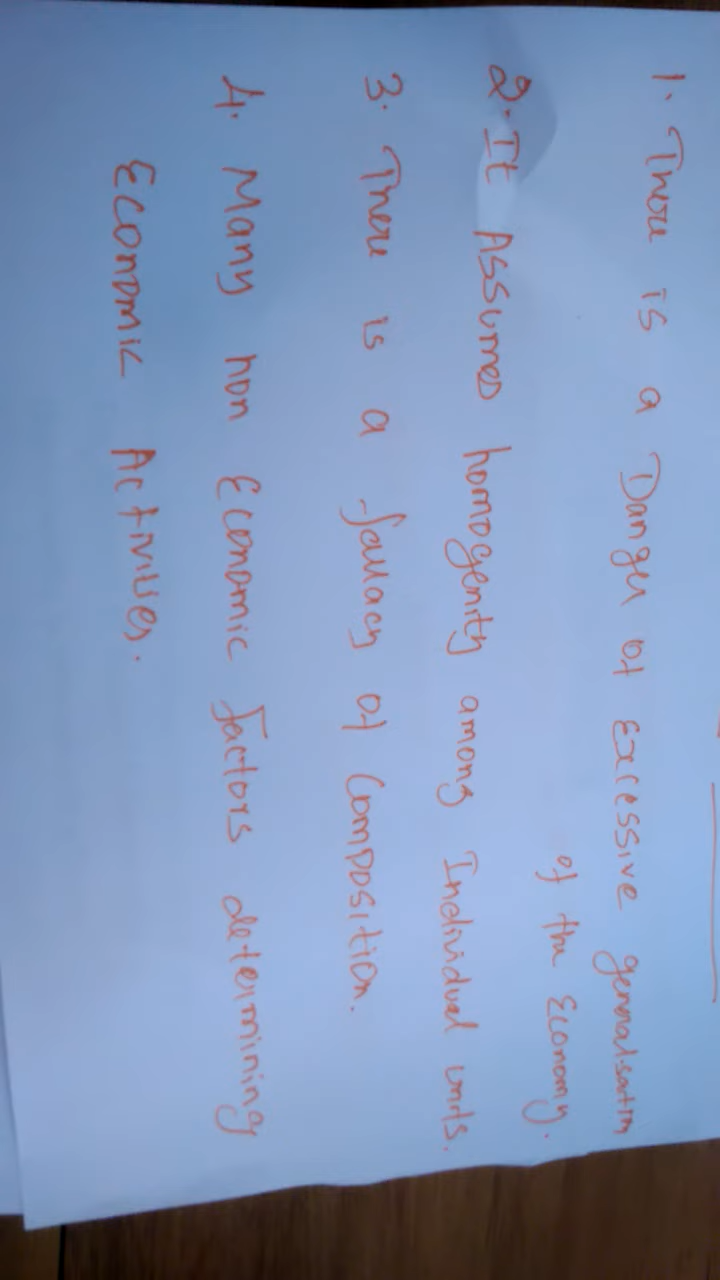 1. There is a Danger of Excessive generalisation
of the Economy.
2. It Assumes homogenity among Individual units.
3. There is a fallacy of Composition.
4. Many non Economic factors determining
Economic Activities.